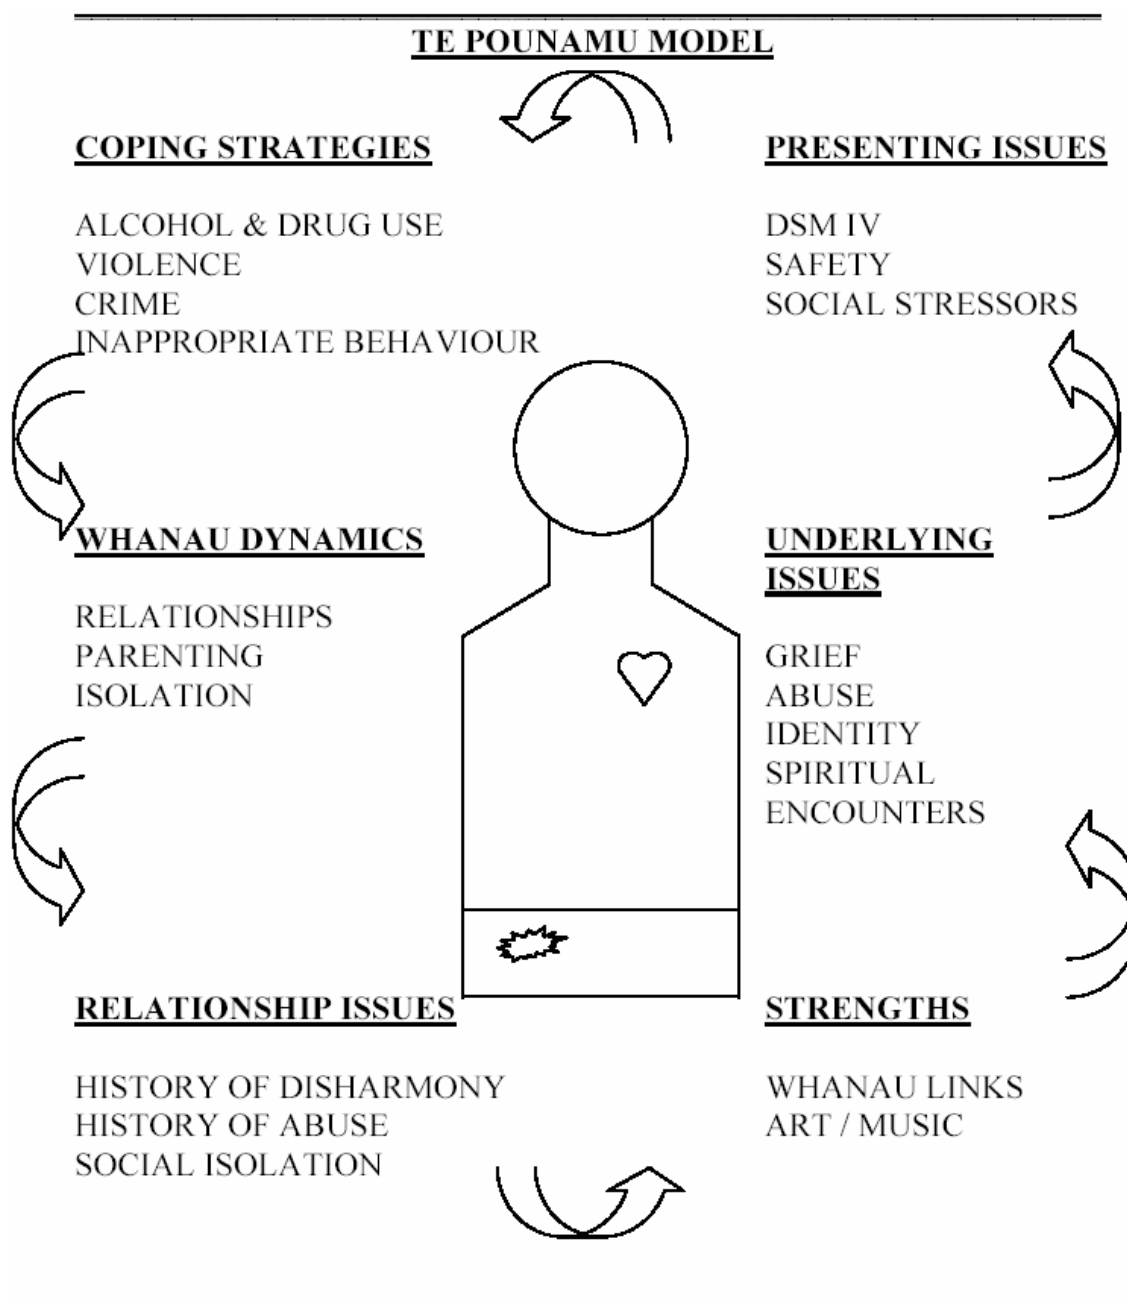 TE POUNAMU MODEL
COPING STRATEGIES
ALCOHOL & DRUG USE
VIOLENCE
CRIME
INAPPROPRIATE BEHAVIOUR
PRESENTING ISSUES
DSM IV
SAFETY
SOCIAL STRESSORS
WHANAU DYNAMICS
RELATIONSHIPS
PARENTING
ISOLATION
UNDERLYING
ISSUES
GRIEF
ABUSE
IDENTITY
SPIRITUAL
ENCOUNTERS
RELATIONSHIP ISSUES
HISTORY OF DISHARMONY
HISTORY OF ABUSE
SOCIAL ISOLATION
STRENGTHS
WHANAU LINKS
ART / MUSIC